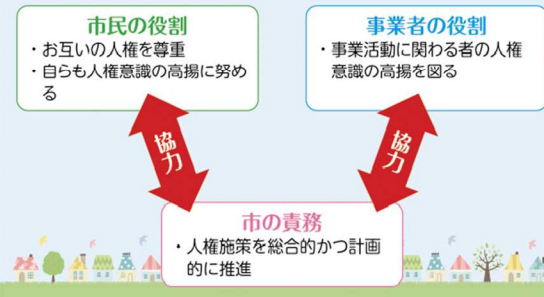 市民の役割
・お互いの人権を尊重
・自らも人権意識の高揚に努め
る
事業者の役割
・事業活動に関わる者の人権
意識の高揚を図る
協力
協力
市の責務
・人権施策を総合的かつ計画
的に推進